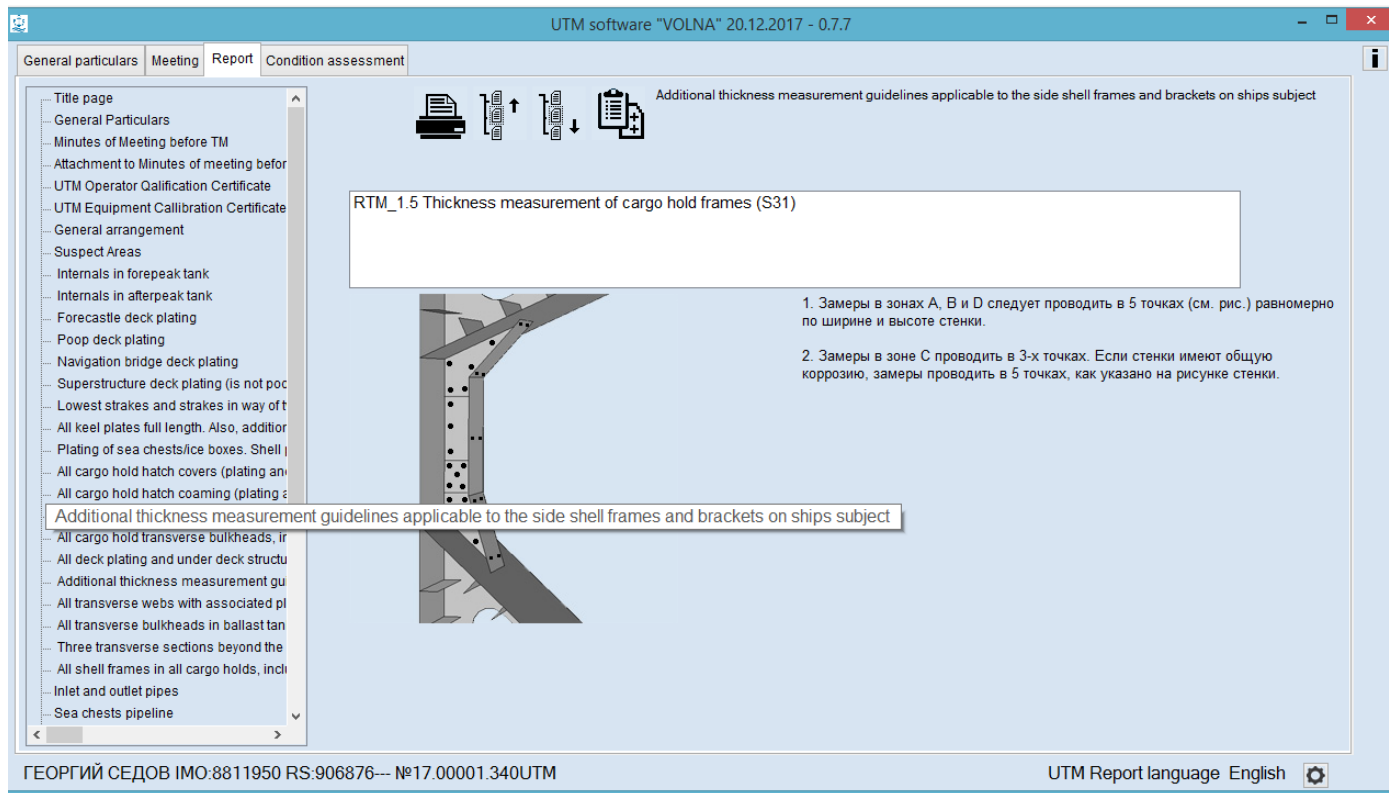 UTM software "VOLNA" 20.12.2017 - 0.7.7
General particulars
Meeting
Report
Condition assessment
Title page
General Particulars
Minutes of Meeting before TM
Attachment to Minutes of meeting befor
UTM Operator Qalification Certificate
UTM Equipment Callibration Certificate
General arrangement
Suspect Areas
Internals in forepeak tank
Internals in afterpeak tank
Forecastle deck plating
Poop deck plating
Navigation bridge deck plating
Superstructure deck plating (is not poo
Lowest strakes and strakes in way of
All keel plates full length. Also, addition
Plating of sea chests/ice boxes. Shell
All cargo hold hatch covers (plating an
All cargo hold hatch coaming (plating
Additional thickness measurement guidelines applicable to the side shell frames and brackets on ships subject
All cargo hold transverse bulkheads, in
All deck plating and under deck structu
Additional thickness measurement gui
All transverse webs with associated pl
All transverse bulkheads in ballast tan
Three transverse sections beyond the
All shell frames in all cargo holds, inclu
Inlet and outlet pipes
Sea chests pipeline
Additional thickness measurement guidelines applicable to the side shell frames and brackets on ships subject
RTM_1.5 Thickness measurement of cargo hold frames (S31)
1. Замеры в зонах A, B и D следует проводить в 5 точках (см. рис.) равномерно
по ширине и высоте стенки.
2. Замеры в зоне C проводить в 3-х точках. Если стенки имеют общую
коррозию, замеры проводить в 5 точках, как указано на рисунке стенки.
ГЕОРГИЙ СЕДОВ IMO:8811950 RS:906876--- №17.00001.340UTM
UTM Report language English